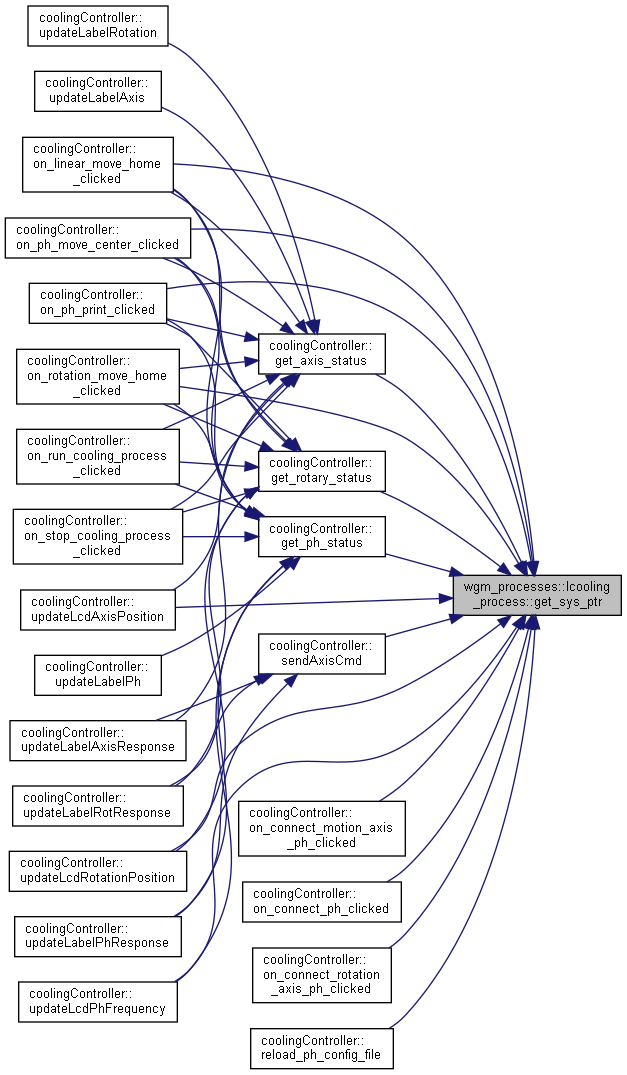 coolingController::
updateLabelRotation
coolingController::
updateLabelAxis
coolingController::
on_linear_move_home
_clicked
coolingController::
on_ph_move_center_clicked
coolingController::
on_ph_print_clicked
coolingController::
on_rotation_move_home
_clicked
coolingController::
on_run_cooling_process
_clicked
coolingController::
on_stop_cooling_process
_clicked
coolingController::
updateLcdAxisPosition
coolingController::
updateLabelPh
coolingController::
updateLabelAxisResponse
coolingController::
updateLabelRotResponse
coolingController::
updateLcdRotationPosition
coolingController::
updateLabelPhResponse
coolingController::
updateLcdPhFrequency
coolingController::
get_axis_status
coolingController::
get_rotary_status
coolingController::
get_ph_status
coolingController::
sendAxisCmd
coolingController::
on_connect_motion_axis
_ph_clicked
coolingController::
on_connect_ph_clicked
coolingController::
on_connect_rotation
_axis_ph_clicked
coolingController::
reload_ph_config_file
wgm_processes::Icooling
_process::get_sys_ptr